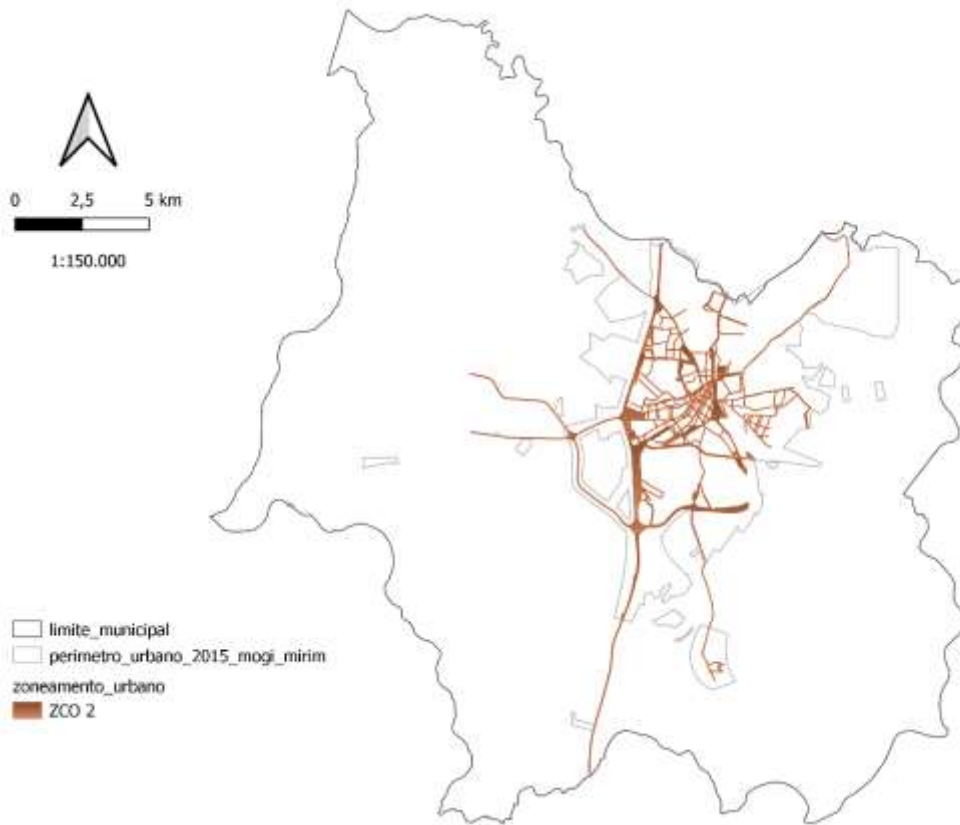 0 2,5 5 km
1:150.000
limite_municipal
perimetro_urbano_2015_mogi_mirim
zoneamento_urbano
ZCO 2